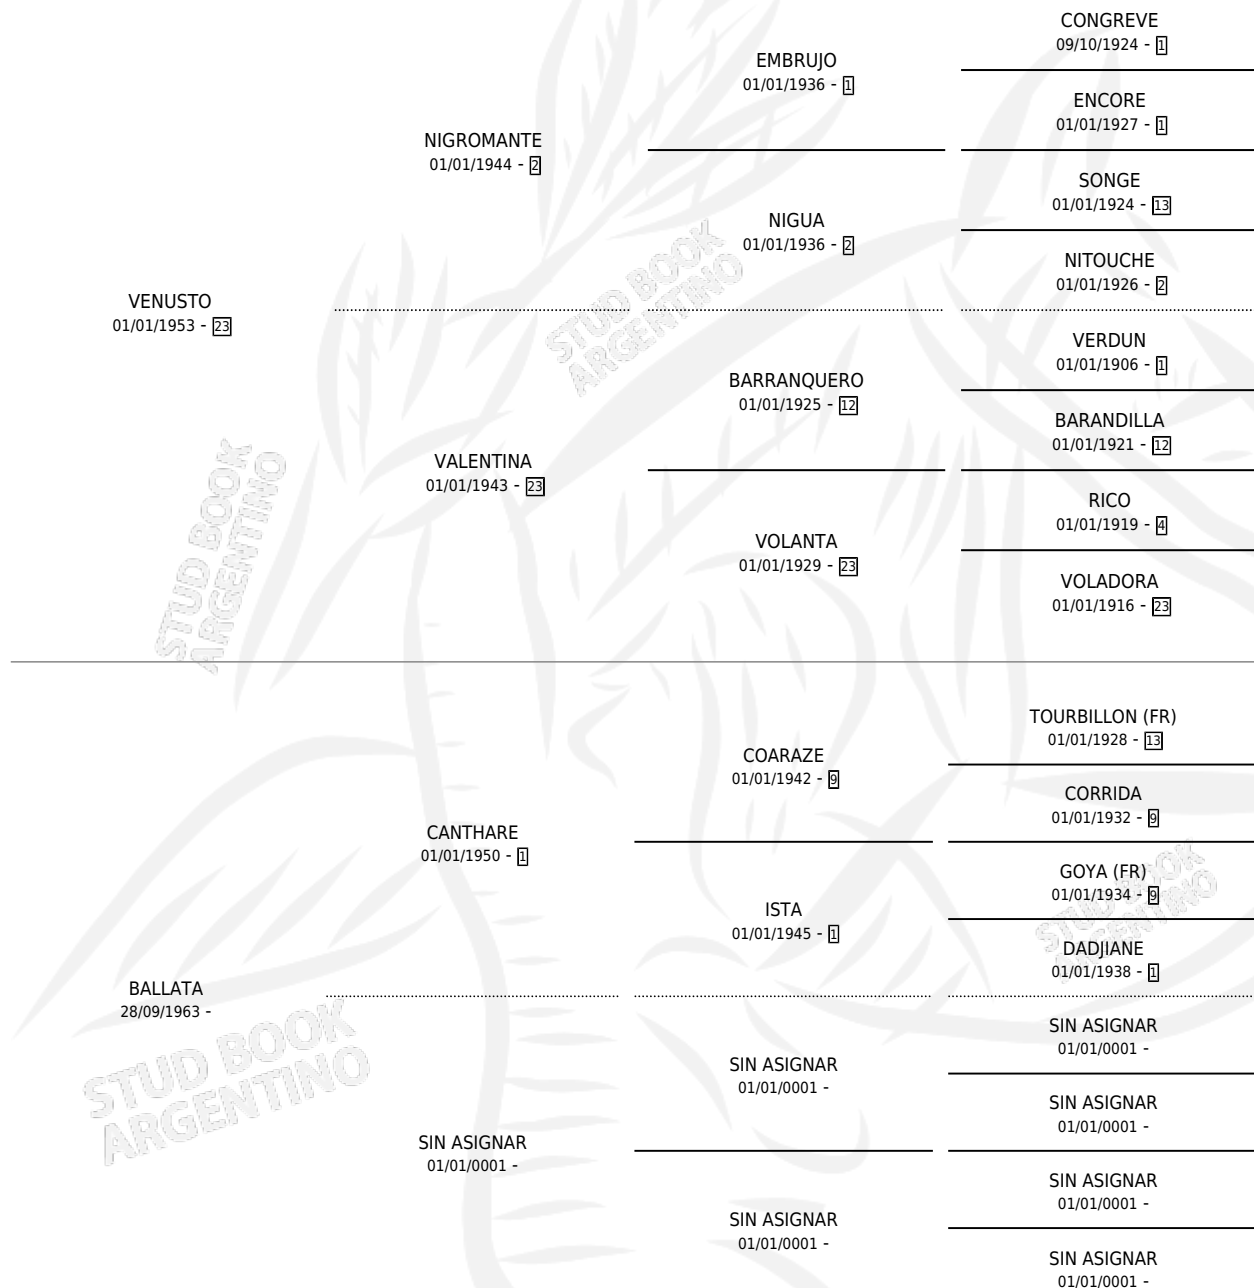 VENUSTO
01/01/1953 - 23
NIGROMANTE
01/01/1944 - 2
VALENTINA
01/01/1943 - 23
EMBRUJO
01/01/1936 - 1
NIGUA
01/01/1936 - 2
BARRANQUERO
01/01/1925 - 12
VOLANTA
01/01/1929 - 23
CONGREVE
09/10/1924 - 1
ENCORE
01/01/1927 - 1
SONGE
01/01/1924 - 13
NITOUCHE
01/01/1926 - 2
VERDUN
01/01/1906 - 1
BARANDILLA
01/01/1921 - 12
RICO
01/01/1919 - 4
VOLADORA
01/01/1916 - 23
BALLATA
28/09/1963 -
CANTHARE
01/01/1950 - 1
SIN ASIGNAR
01/01/0001 -
COARAZE
01/01/1942 - 9
ISTA
01/01/1945 - 1
SIN ASIGNAR
01/01/0001 -
SIN ASIGNAR
01/01/0001 -
TOURBILLON (FR)
01/01/1928 - 13
CORRIDA
01/01/1932 - 9
GOYA (FR)
01/01/1934 - 9
DADJIANE
01/01/1938 - 1
SIN ASIGNAR
01/01/0001 -
SIN ASIGNAR
01/01/0001 -
SIN ASIGNAR
01/01/0001 -
SIN ASIGNAR
01/01/0001 -
STUD BOOK
ARGENTINO
STUD BOOK
ARGENTINO
STUD BOOK
ARGENTINO
STUD BOOK
ARGENTINO